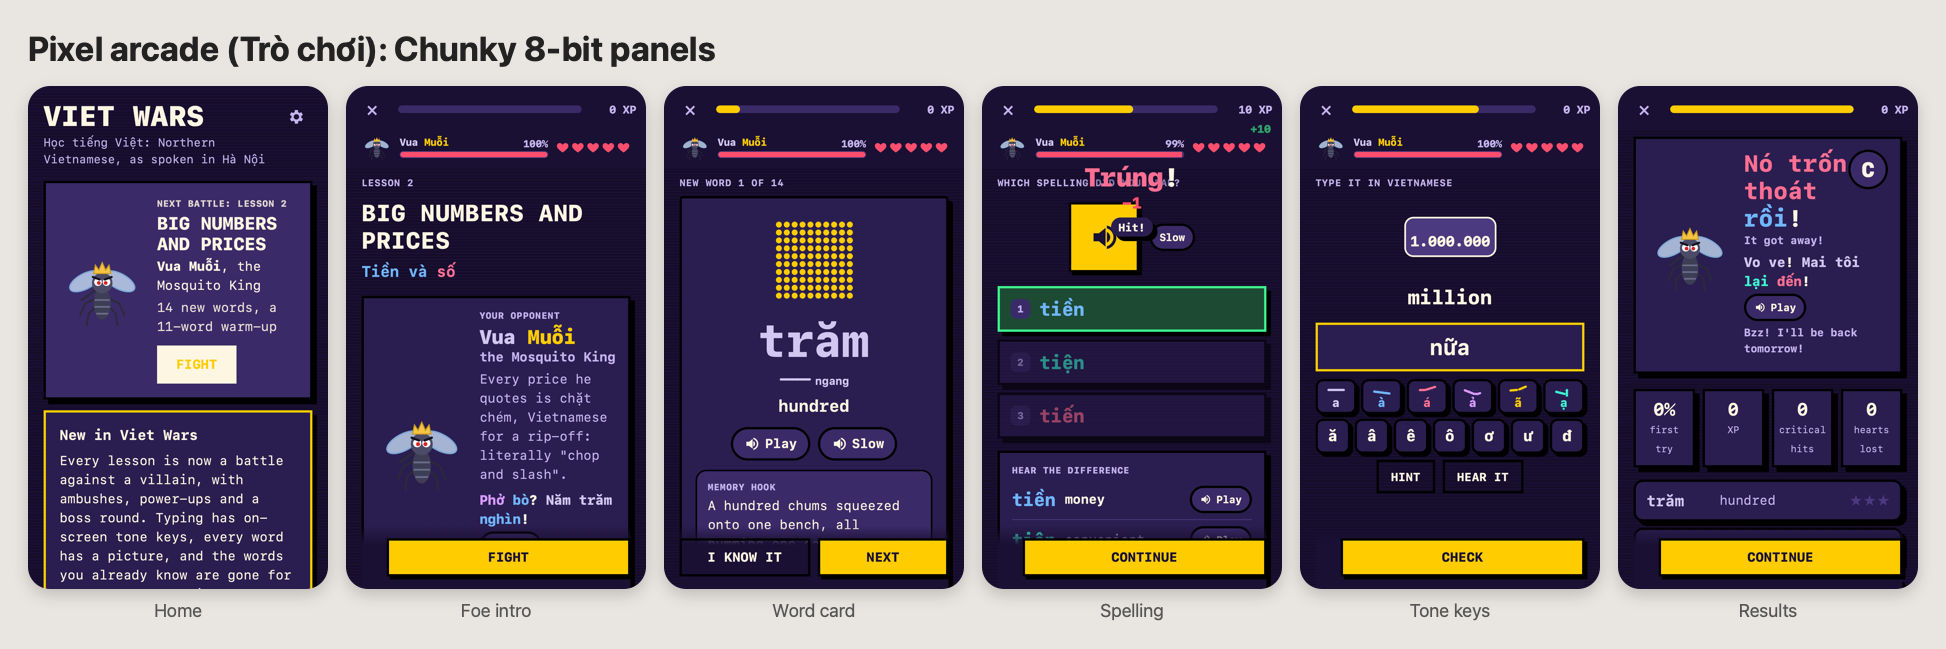 Pixel arcade (Trò chơi): Chunky 8-bit panels
VIET WARS
Học tiếng Việt: Northern
Vietnamese, as spoken in Hà Nội
NEXT BATTLE: LESSON 2
BIG NUMBERS
AND PRICES
Vua Muỗi, the
Mosquito King
14 new words, a
11-word warm-up
FIGHT
New in Viet Wars
Every lesson is now a battle
against a villain, with
ambushes, power-ups and a
boss round. Typing has on-
screen tone keys, every word
has a picture, and the words
you already know are gone for
Home
0 XP
Vua Muỗi 100%
LESSON 2
BIG NUMBERS AND
PRICES
Tiền và số
YOUR OPPONENT
Vua Muỗi
the Mosquito King
Every price he
quotes is chặt
chém, Vietnamese
for a rip-off:
literally "chop
and slash".
Phở bò? Năm trăm
nghìn!
FIGHT
Foe intro
0 XP
Vua Muỗi 100%
NEW WORD 1 OF 14
trăm
ngang
hundred
Play Slow
MEMORY HOOK
A hundred chums squeezed
onto one bench, all
I KNOW IT NEXT
Word card
10 XP
+10
Vua Muỗi 99%
Trúng!
WHICH SPELLING
-1
Hit!
Slow
1 tiền
2 tiện
3 tiến
HEAR THE DIFFERENCE
tiền money Play
CONTINUE
Spelling
0 XP
Vua Muỗi 100%
TYPE IT IN VIETNAMESE
1.000.000
million
nữa
a à á ả ã ạ
ă â ê ô ơ ư đ
HINT HEAR IT
CHECK
Tone keys
0 XP
Nó trốn C
thoát
rồi!
It got away!
Vo ve! Mai tôi
lại đến!
Play
Bzz! I'll be back
tomorrow!
0% 0 0 0
first XP critical hearts
try hits lost
trăm hundred
CONTINUE
Results